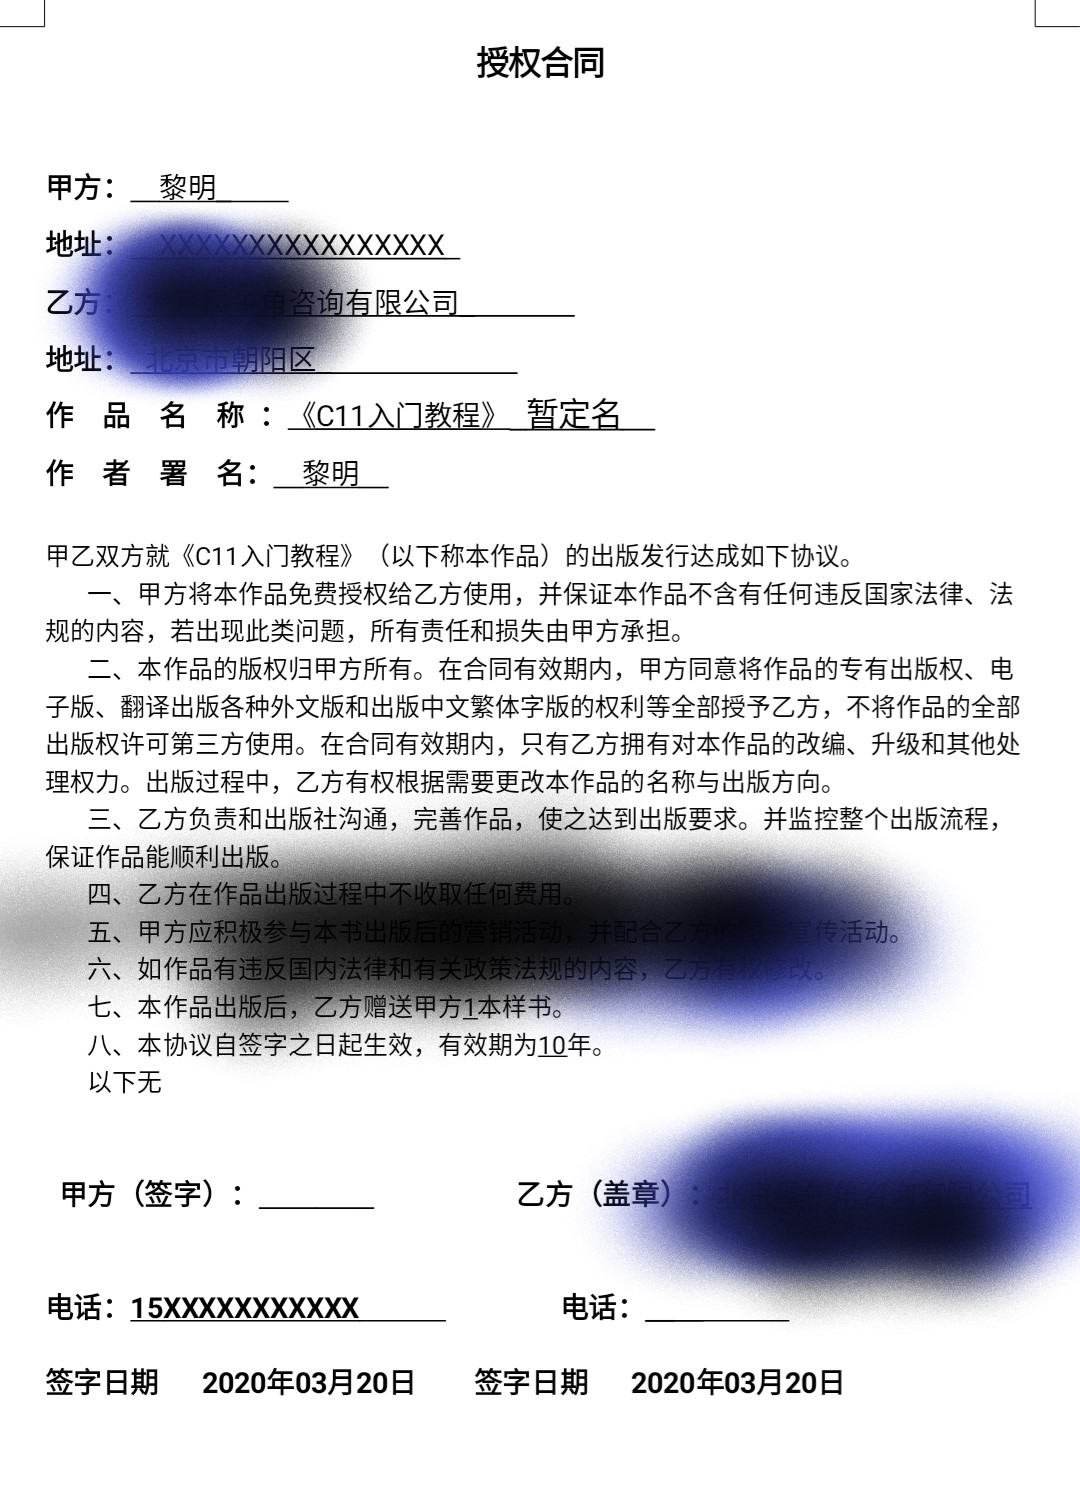 授权合同
甲方：黎明
地址：XXXXXXXXXXXXXXXX
乙方：咨询有限公司
地址：北京市朝阳区
作 品 名 称 ：《C11入门教程》 暂定名
作 者 署 名：黎明
甲乙双方就《C11入门教程》（以下称本作品）的出版发行达成如下协议。
一、甲方将本作品免费授权给乙方使用，并保证本作品不含有任何违反国家法律、法
规的内容，若出现此类问题，所有责任和损失由甲方承担。
二、本作品的版权归甲方所有。在合同有效期内，甲方同意将作品的专有出版权、电
子版、翻译出版各种外文版和出版中文繁体字版的权利等全部授予乙方，不将作品的全部
出版权许可第三方使用。在合同有效期内，只有乙方拥有对本作品的改编、升级和其他处
理权力。出版过程中，乙方有权根据需要更改本作品的名称与出版方向。
三、乙方负责和出版社沟通，完善作品，使之达到出版要求。并监控整个出版流程，
保证作品能顺利出版。
四、乙方在作品出版过程中不收取任何费用。
五、甲方应积极参与本书出版后的营销活动，并配合乙方宣传活动。
六、如作品有违反国内法律和有关政策法规的内容，乙方有权修改。
七、本作品出版后，乙方赠送甲方1本样书。
八、本协议自签字之日起生效，有效期为10年。
以下无
甲方（签字）： 乙方（盖章）：公司
电话：15XXXXXXXXXXX 电话：
签字日期 2020年03月20日 签字日期 2020年03月20日